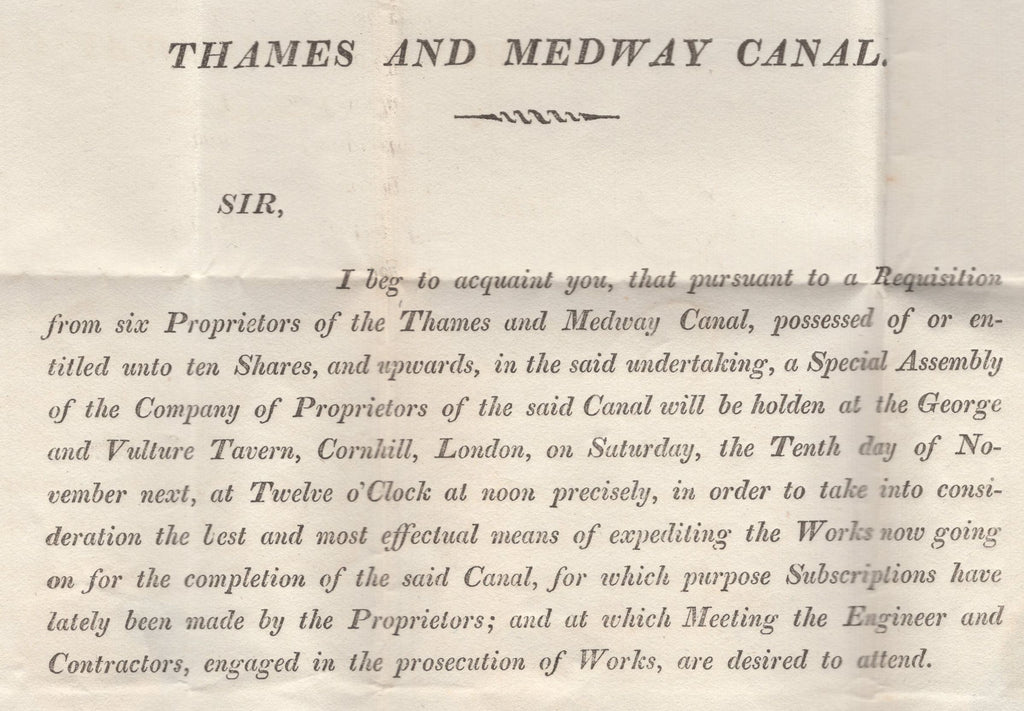 THAMES AND MEDWAY CANAL.
SIR,
I beg to acquaint you, that pursuant to a Requisition
from six Proprietors of the Thames and Medway Canal, possessed of or en-
titled unto ten Shares, and upwards, in the said undertaking, a Special Assembly
of the Company of Proprietors of the said Canal will be holden at the George
and Vulture Tavern, Cornhill, London, on Saturday, the Tenth day of No-
vember next, at Twelve o'Clock at noon precisely, in order to take into consi-
deration the best and most effectual means of expediting the Works now going
on for the completion of the said Canal, for which purpose Subscriptions have
lately been made by the Proprietors; and at which Meeting the Engineer and
Contractors, engaged in the prosecution of Works, are desired to attend.